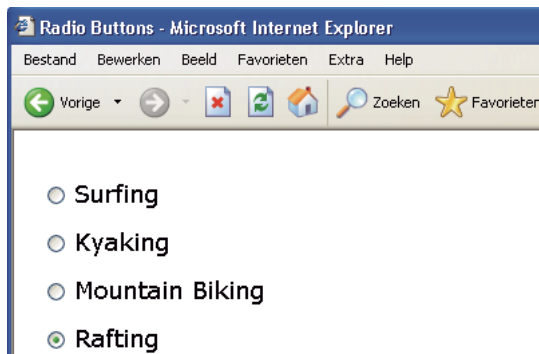 Radio Buttons - Microsoft Internet Explorer
Bestand Bewerken Beeld Favorieten Extra Help
Vorige Zoeken Favorieten
Surfing
Kyaking
Mountain Biking
Rafting